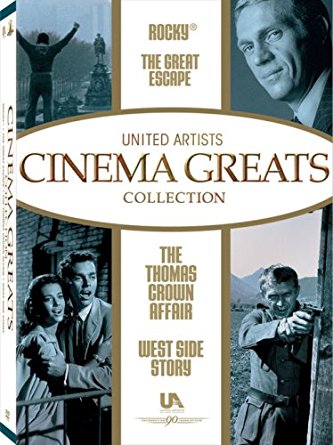 ROCKY®
THE GREAT
ESCAPE
UNITED ARTISTS
CINEMA GREATS
COLLECTION
THE
THOMAS
CROWN
AFFAIR
WEST SIDE
STORY
UA
CINEMA GREATS